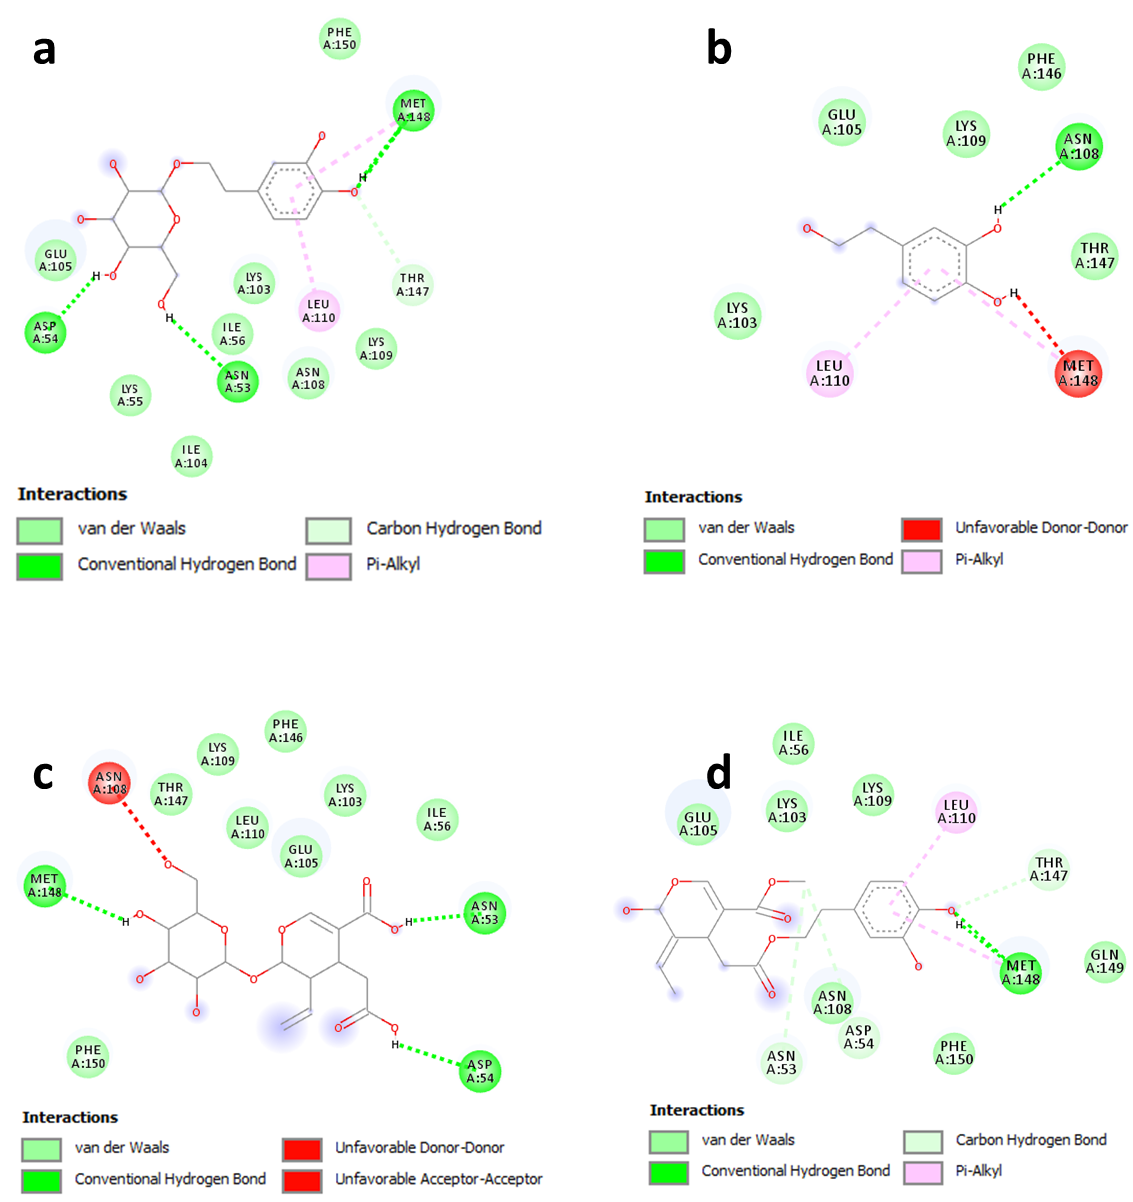 a
PHE
A:150
MET
A:148
O
O
O
H
O
O
O
GLU
A:105
H
O
LYS
A:103
THR
A:147
O
H
LEU
A:110
ASP
A:54
ILE
A:56
LYS
A:109
ASN
A:53
ASN
A:108
LYS
A:55
ILE
A:104
Interactions
van der Waals
Carbon Hydrogen Bond
Conventional Hydrogen Bond
Pi-Alkyl
b
PHE
A:146
GLU
A:105
LYS
A:109
ASN
A:108
H
O
O
THR
A:147
O
H
LYS
A:103
LEU
A:110
MET
A:148
Interactions
van der Waals
Unfavorable Donor-Donor
Conventional Hydrogen Bond
Pi-Alkyl
c
PHE
A:146
LYS
A:109
ASN
A:108
THR
A:147
LYS
A:103
LEU
A:110
ILE
A:56
GLU
A:105
O
MET
A:148
O
H
O
O
O
O
H
ASN
A:53
O
O
O
O
O
H
PHE
A:150
ASP
A:54
Interactions
van der Waals
Unfavorable Donor-Donor
Conventional Hydrogen Bond
Unfavorable Acceptor-Acceptor
d
ILE
A:56
GLU
A:105
LYS
A:103
LYS
A:109
LEU
A:110
THR
A:147
O
O
O
O
O
H
O
O
O
MET
A:148
GLN
A:149
ASN
A:108
ASP
A:54
ASN
A:53
PHE
A:150
Interactions
van der Waals
Carbon Hydrogen Bond
Conventional Hydrogen Bond
Pi-Alkyl